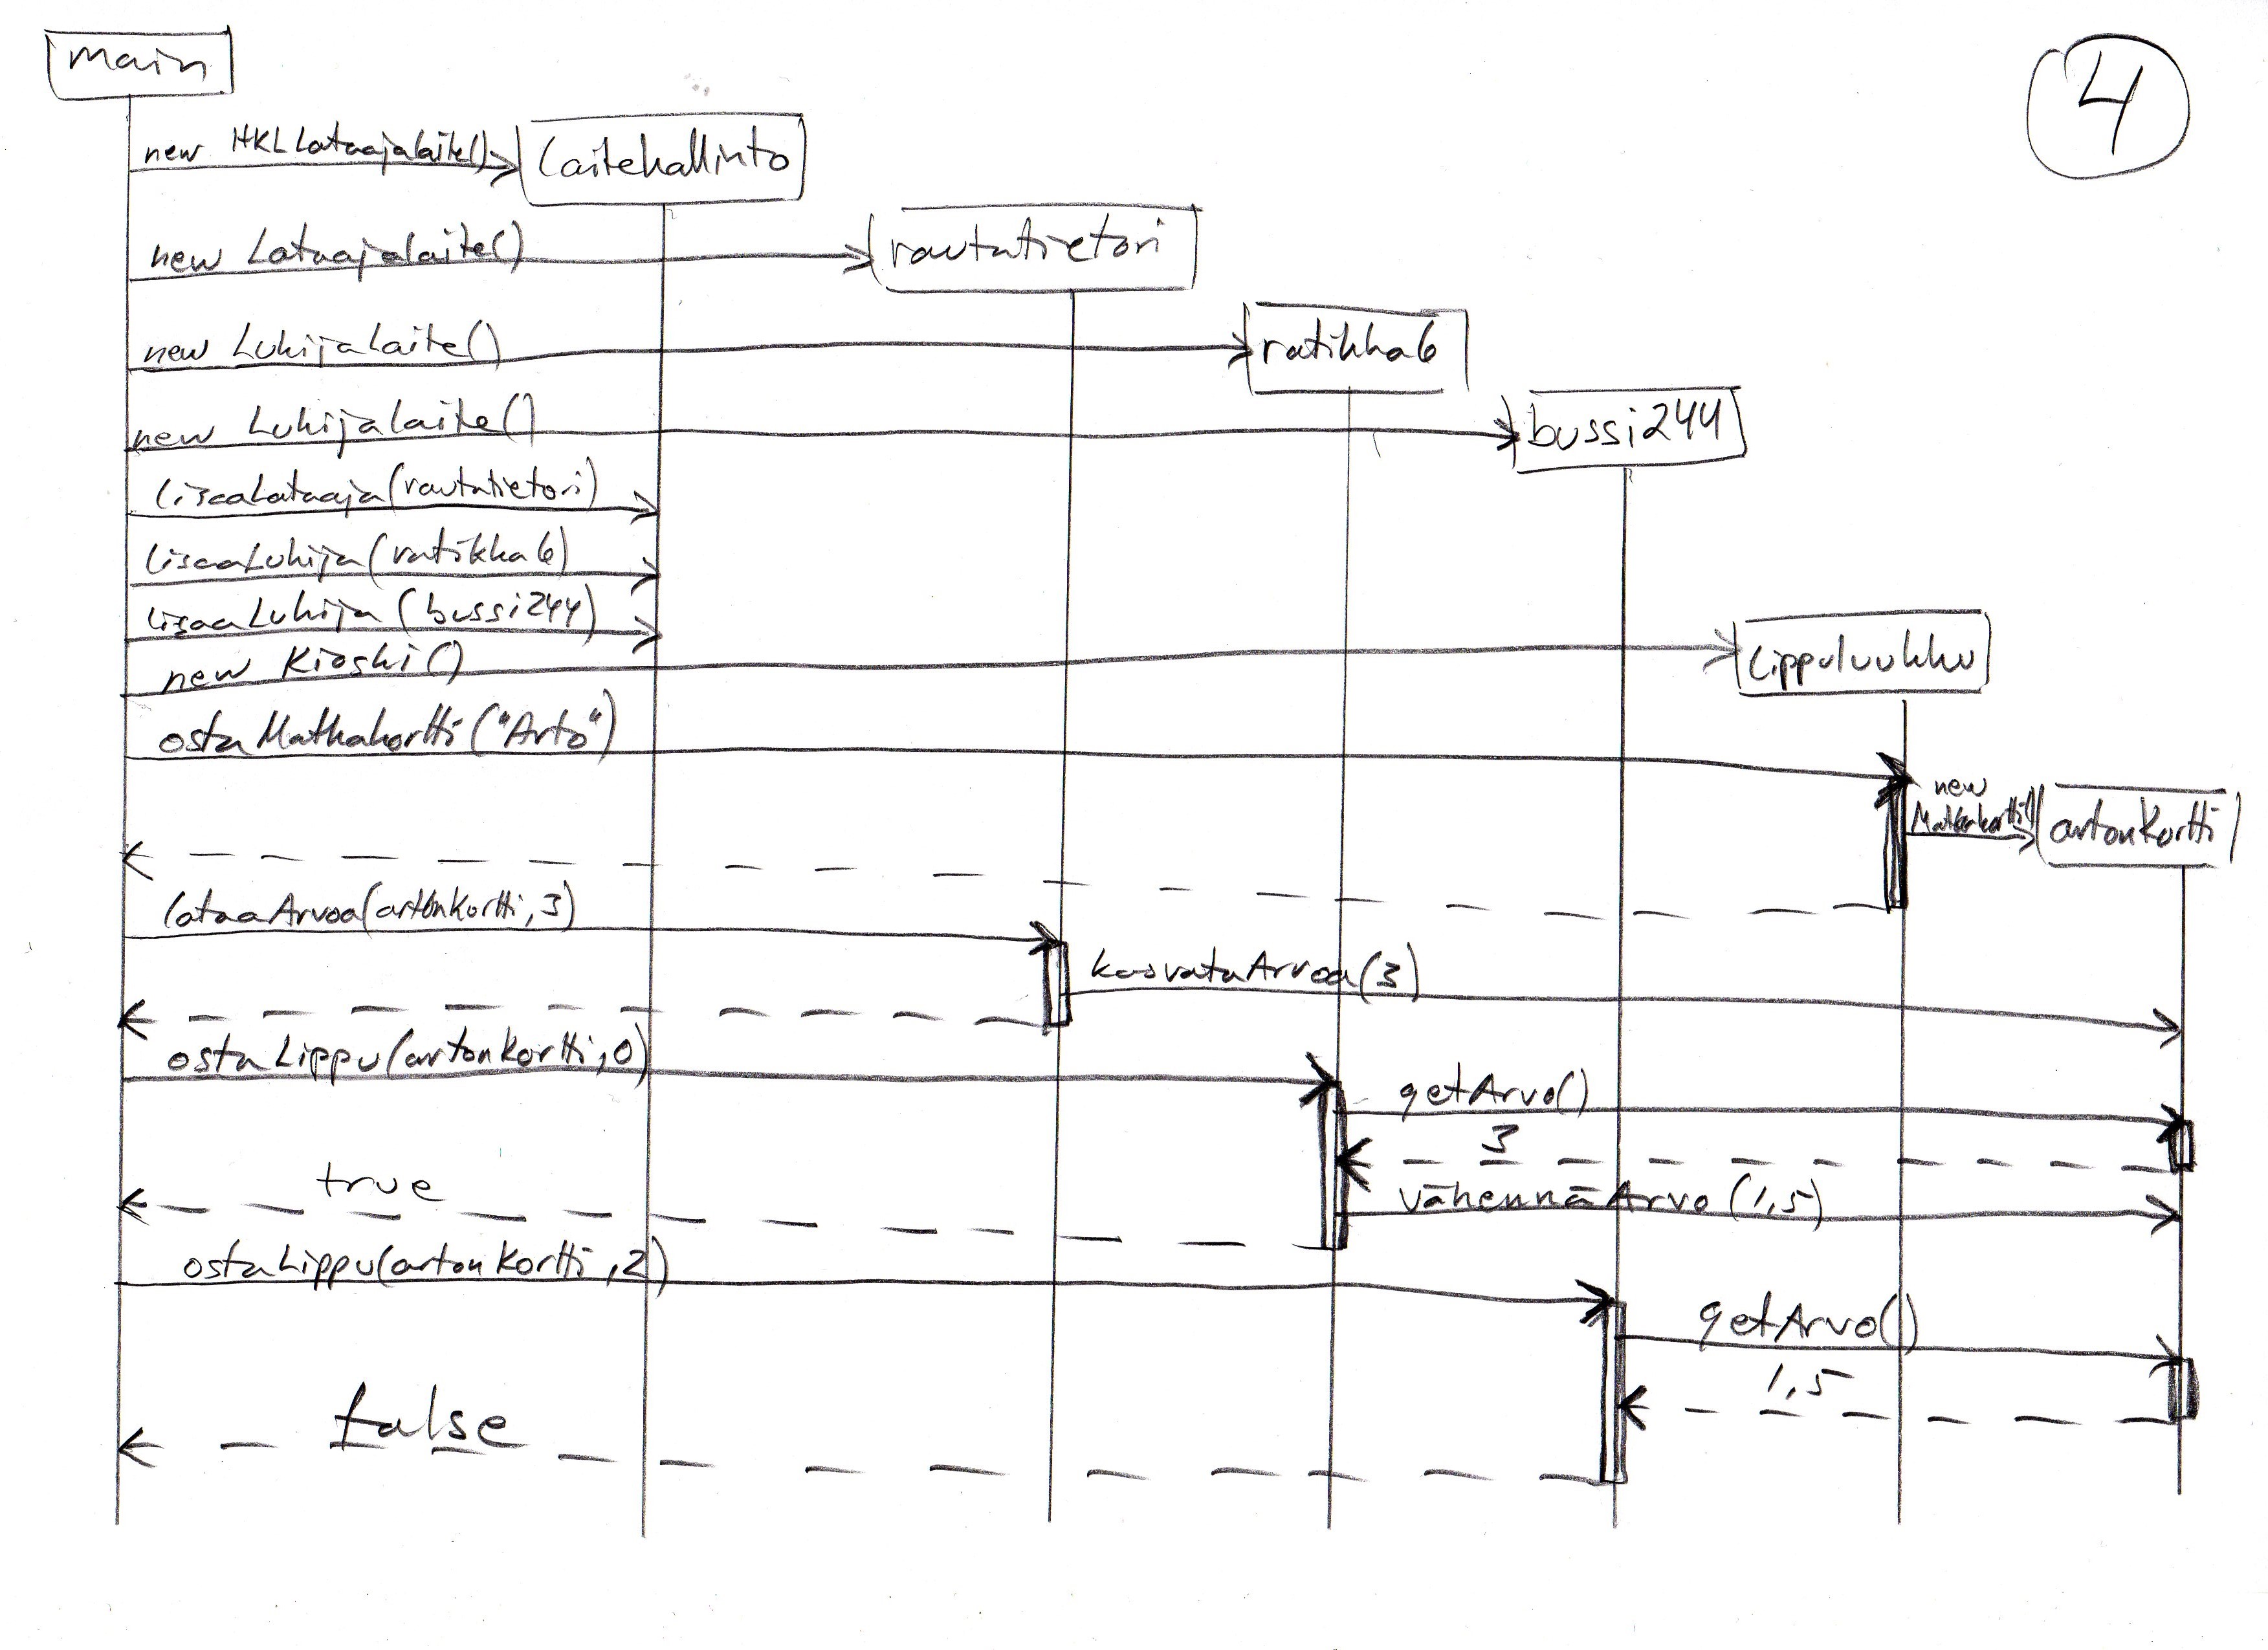 main
4
new HKLLataajalaite()
laitehallinto
new Lataajalaite()
rautatietori
new LukijaLaite()
ratikka6
new Lukijalaite()
bussi244
lisaaLataaja(rautatietori)
lisaaLukija(ratikka6)
lisaaLukija(bussi244)
new Kioski()
Lippuluukku
ostaMatkakortti("Arto")
new
Matkakortti()
artonKortti
lataaArvoa(artonKortti,3)
kasvataArvoa(3)
ostaLippu(artonKortti,0)
getArvo()
3
true
vähennäArvo(1,5)
ostaLippu(artonKortti,2)
getArvo()
1,5
false